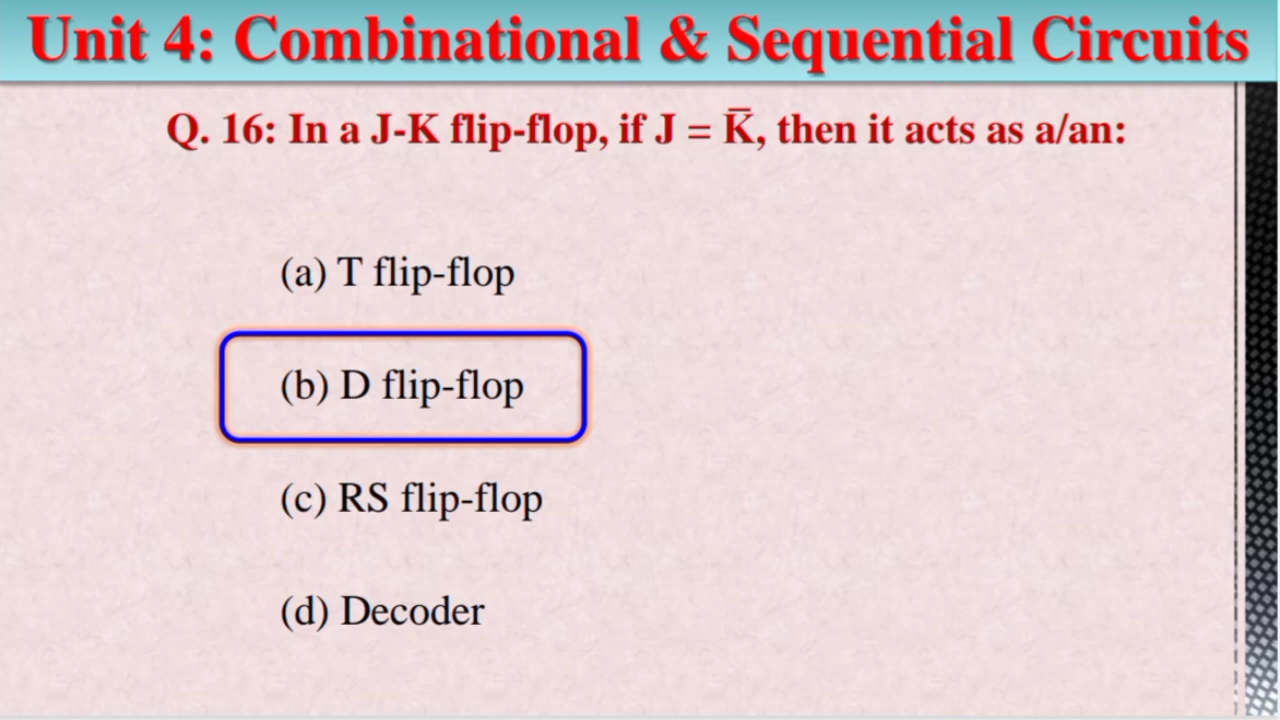 Unit 4: Combinational & Sequential Circuits
Q. 16: In a J-K flip-flop, if J = K̅, then it acts as a/an:
(a) T flip-flop
(b) D flip-flop
(c) RS flip-flop
(d) Decoder